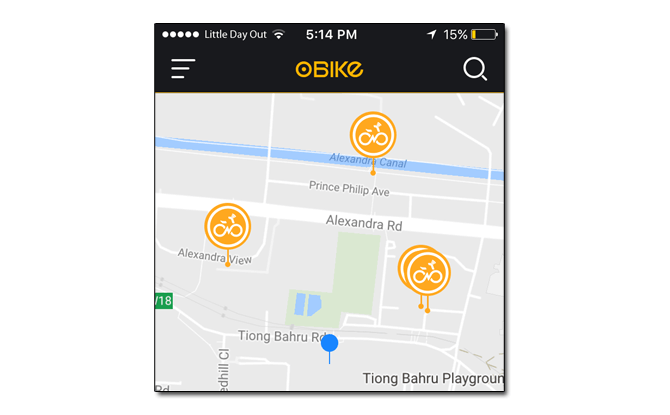 Little Day Out 5:14 PM 15%
oBIKE
Alexandra Canal
Prince Philip Ave
Alexandra Rd
Alexandra View
W18
Tiong Bahru Rd
edhill Cl
Tiong Bahru Playgroun
Rd